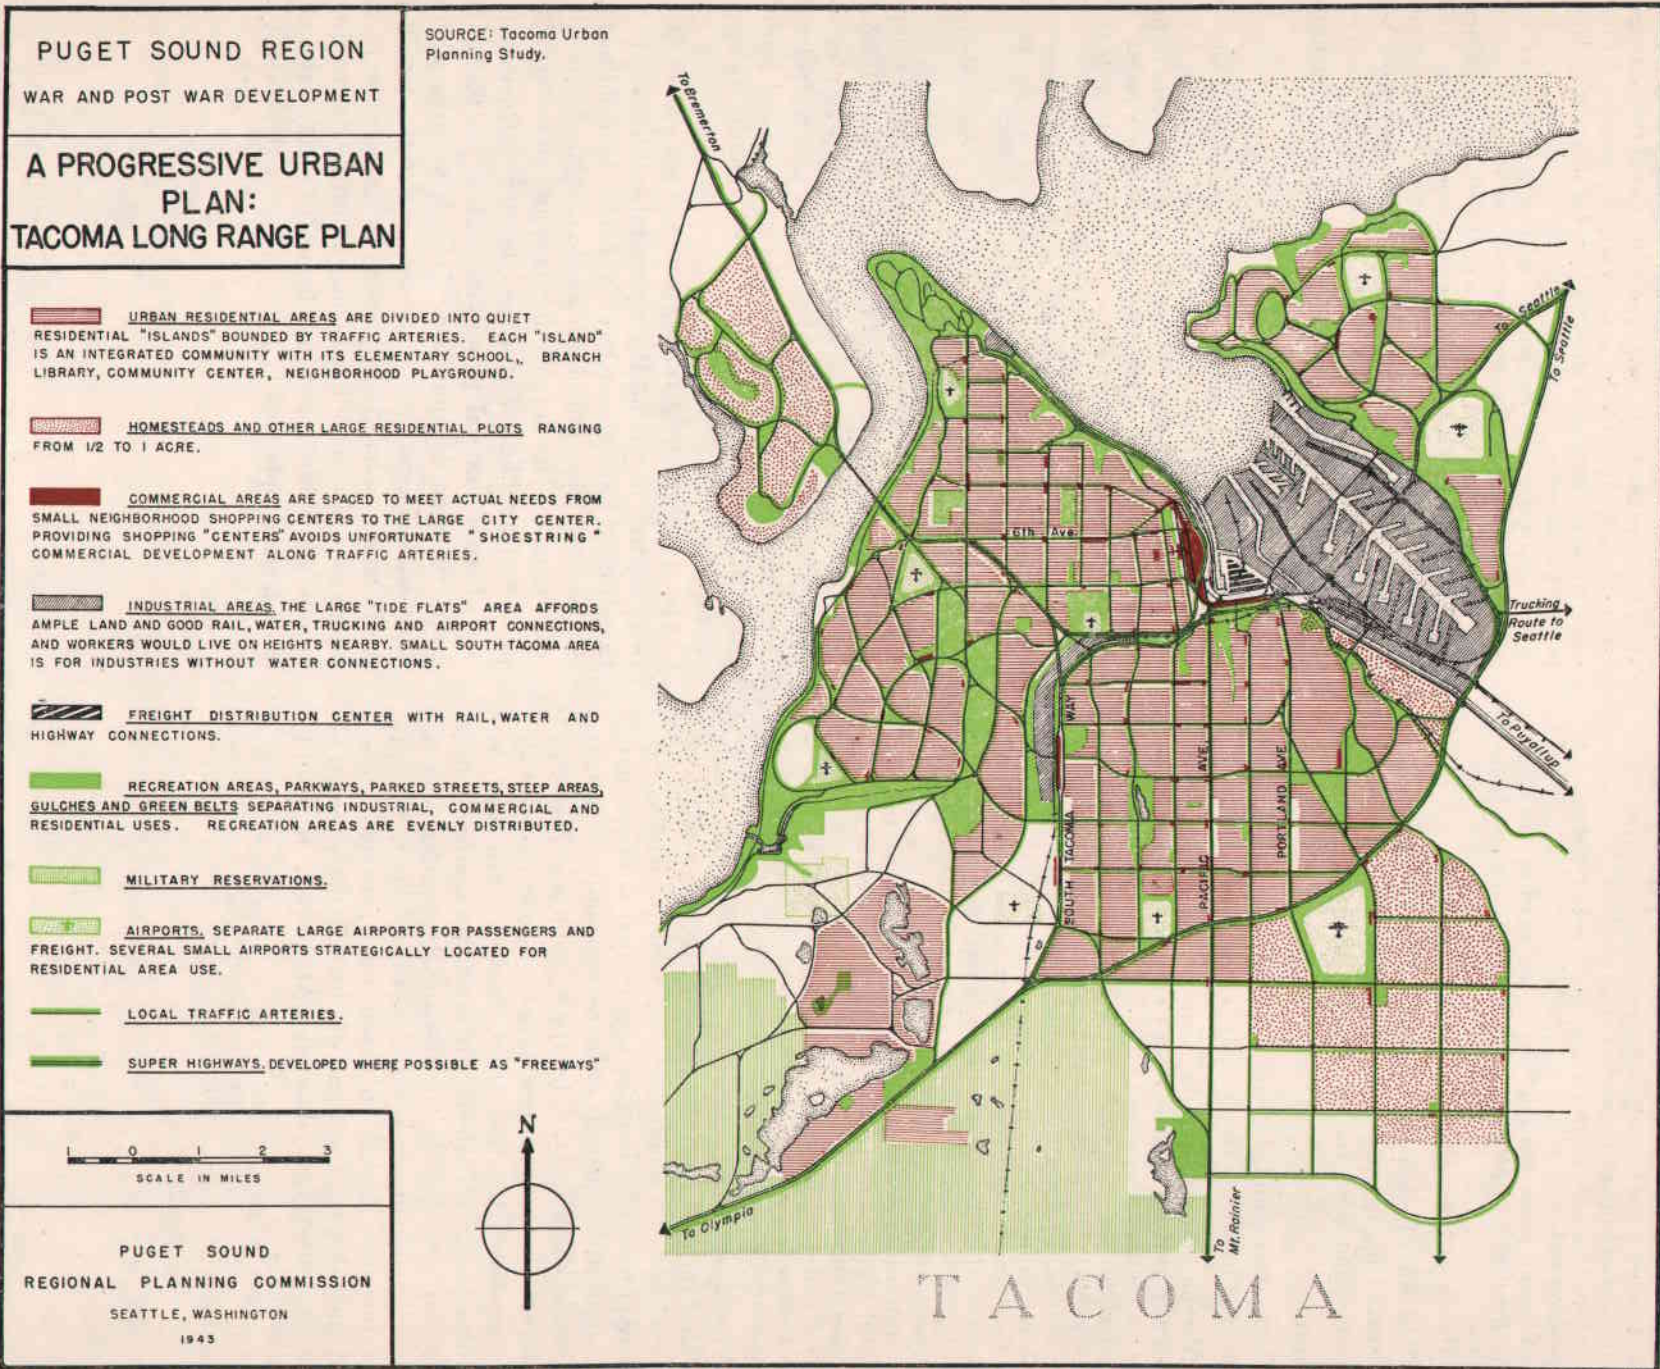 PUGET SOUND REGION
WAR AND POST WAR DEVELOPMENT
A PROGRESSIVE URBAN
PLAN:
TACOMA LONG RANGE PLAN
SOURCE: Tacoma Urban
Planning Study.
URBAN RESIDENTIAL AREAS ARE DIVIDED INTO QUIET
RESIDENTIAL "ISLANDS" BOUNDED BY TRAFFIC ARTERIES. EACH "ISLAND"
IS AN INTEGRATED COMMUNITY WITH ITS ELEMENTARY SCHOOL, BRANCH
LIBRARY, COMMUNITY CENTER, NEIGHBORHOOD PLAYGROUND.
HOMESTEADS AND OTHER LARGE RESIDENTIAL PLOTS RANGING
FROM 1/2 TO 1 ACRE.
COMMERCIAL AREAS ARE SPACED TO MEET ACTUAL NEEDS FROM
SMALL NEIGHBORHOOD SHOPPING CENTERS TO THE LARGE CITY CENTER.
PROVIDING SHOPPING "CENTERS" AVOIDS UNFORTUNATE "SHOESTRING"
COMMERCIAL DEVELOPMENT ALONG TRAFFIC ARTERIES.
INDUSTRIAL AREAS. THE LARGE "TIDE FLATS" AREA AFFORDS
AMPLE LAND AND GOOD RAIL, WATER, TRUCKING AND AIRPORT CONNECTIONS,
AND WORKERS WOULD LIVE ON HEIGHTS NEARBY. SMALL SOUTH TACOMA AREA
IS FOR INDUSTRIES WITHOUT WATER CONNECTIONS.
FREIGHT DISTRIBUTION CENTER WITH RAIL, WATER AND
HIGHWAY CONNECTIONS.
RECREATION AREAS, PARKWAYS, PARKED STREETS, STEEP AREAS,
GULCHES AND GREEN BELTS SEPARATING INDUSTRIAL, COMMERCIAL AND
RESIDENTIAL USES. RECREATION AREAS ARE EVENLY DISTRIBUTED.
MILITARY RESERVATIONS.
AIRPORTS. SEPARATE LARGE AIRPORTS FOR PASSENGERS AND
FREIGHT. SEVERAL SMALL AIRPORTS STRATEGICALLY LOCATED FOR
RESIDENTIAL AREA USE.
LOCAL TRAFFIC ARTERIES.
SUPER HIGHWAYS. DEVELOPED WHERE POSSIBLE AS "FREEWAYS"
1 0 1 2 3
SCALE IN MILES
PUGET SOUND
REGIONAL PLANNING COMMISSION
SEATTLE, WASHINGTON
1943
N
To Bremerton
To Seattle
To Seattle
6th Ave.
Trucking
Route to
Seattle
To Puyallup
SOUTH TACOMA WAY
PACIFIC AVE.
PORTLAND AVE
To Olympia
To
Mt. Rainier
TACOMA